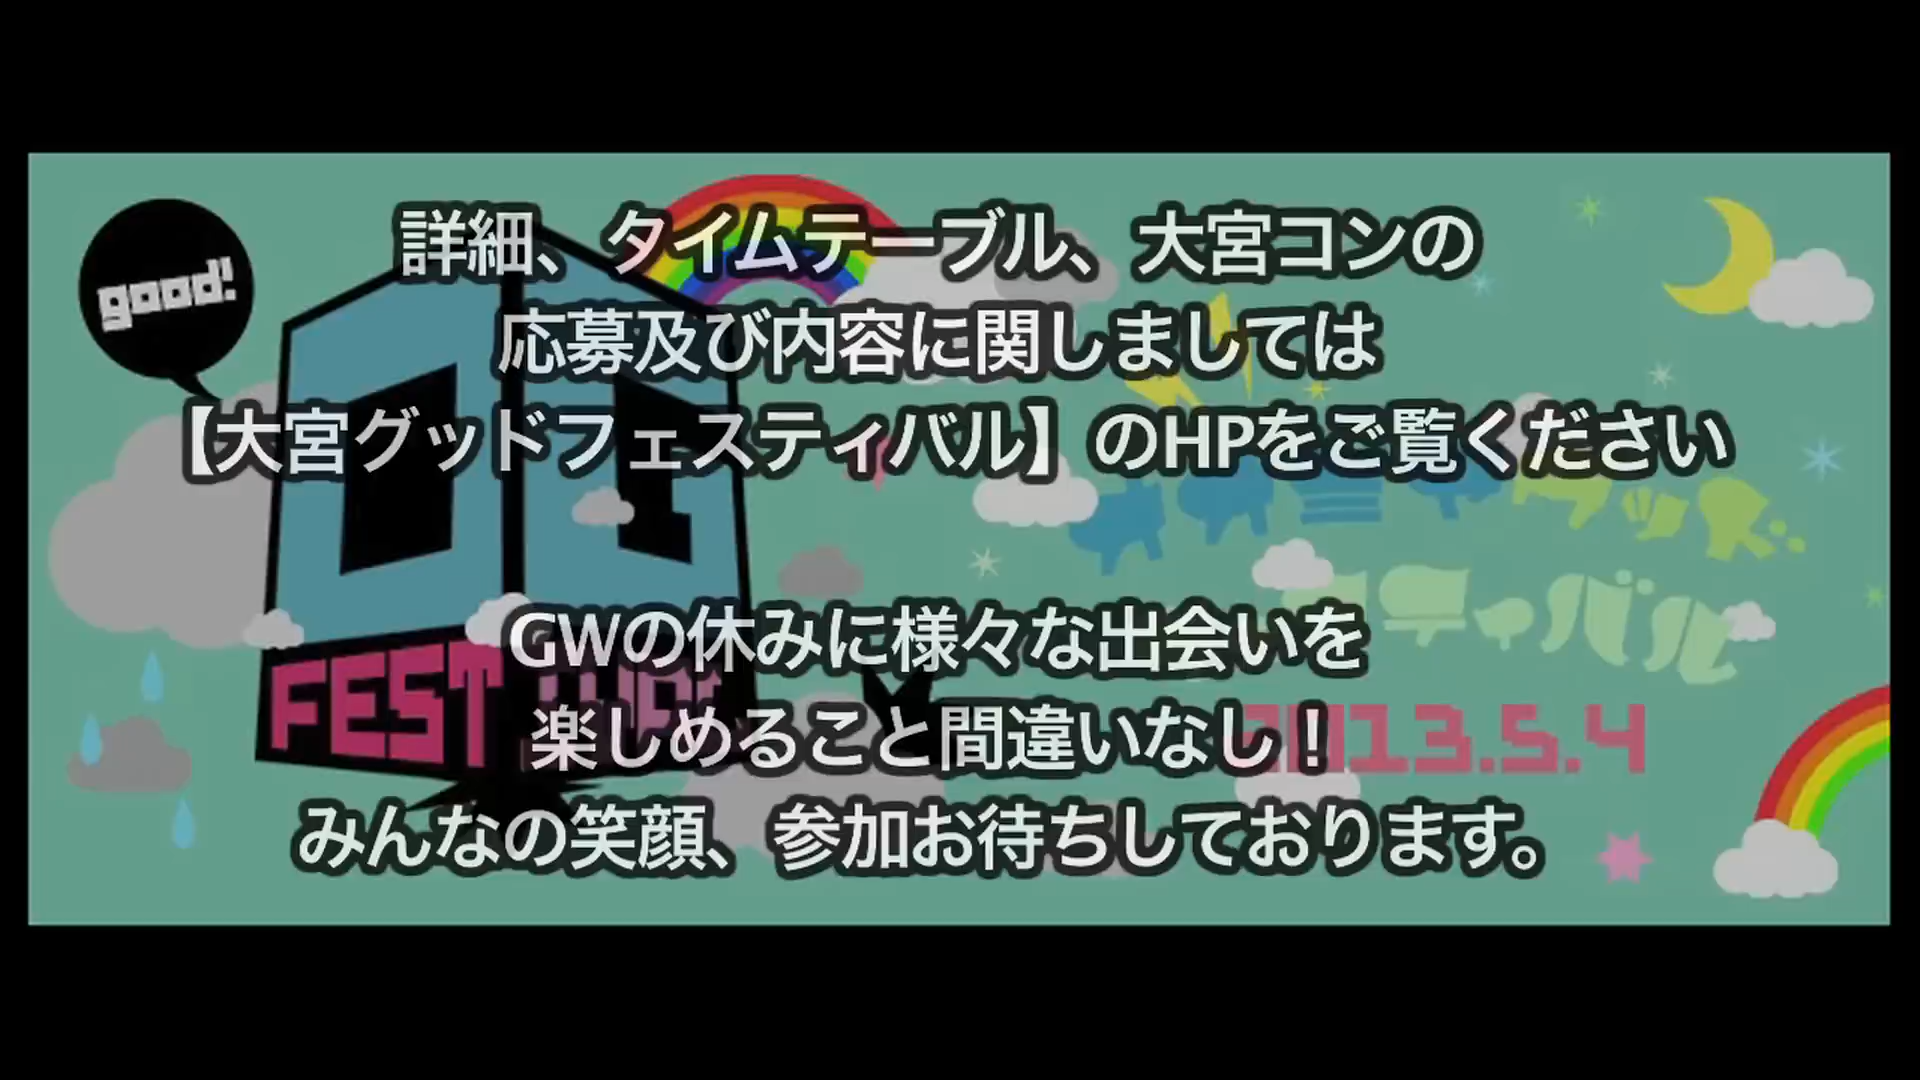 good!
詳細、タイムテーブル、大宮コンの
応募及び内容に関しましては
【大宮グッドフェスティバル】のHPをご覧ください
GWの休みに様々な出会いを
楽しめること間違いなし！
みんなの笑顔、参加お待ちしております。
FEST
2013.5.4